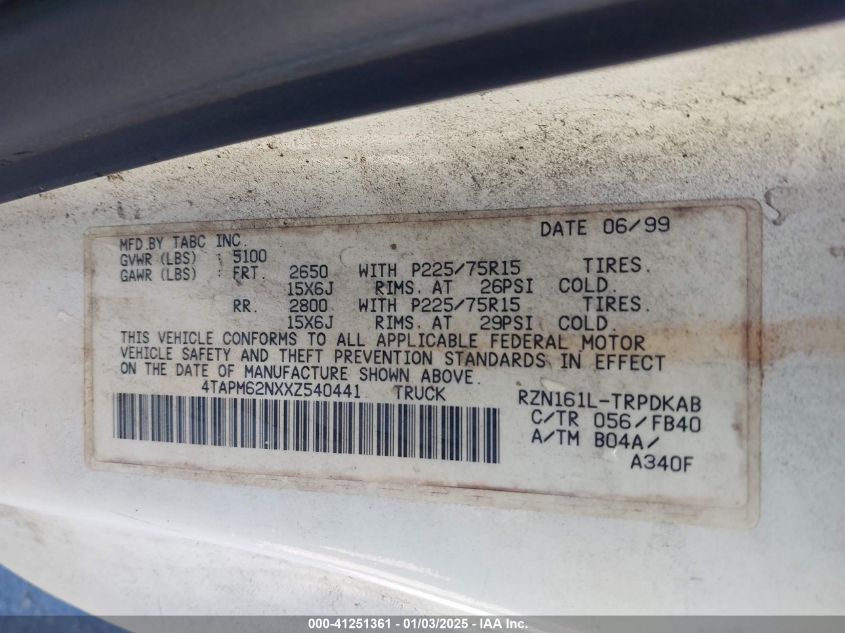 DATE 06/99
MFD.BY TABC INC.
GVWR (LBS) : 5100
GAWR (LBS) : FRT. 2650 WITH P225/75R15 TIRES.
15X6J RIMS. AT 26PSI COLD.
RR. 2800 WITH P225/75R15 TIRES.
15X6J RIMS. AT 29PSI COLD.
THIS VEHICLE CONFORMS TO ALL APPLICABLE FEDERAL MOTOR
VEHICLE SAFETY AND THEFT PREVENTION STANDARDS IN EFFECT
ON THE DATE OF MANUFACTURE SHOWN ABOVE.
4TAPM62NXXZ540441 TRUCK
RZN161L-TRPDKAB
C/TR 056/FB40
A/TM B04A/
A340F
000-41251361 | 01/03/2025 - IAA Inc.